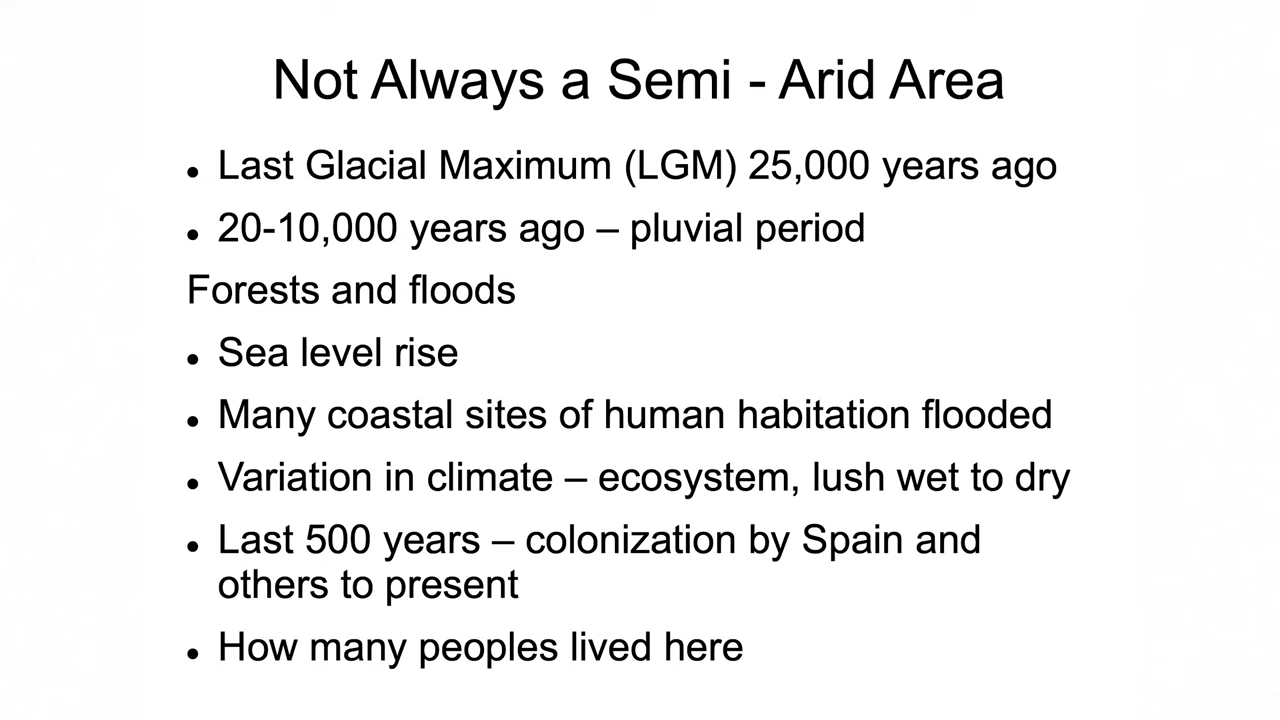 Not Always a Semi - Arid Area
• Last Glacial Maximum (LGM) 25,000 years ago
• 20-10,000 years ago – pluvial period
Forests and floods
• Sea level rise
• Many coastal sites of human habitation flooded
• Variation in climate – ecosystem, lush wet to dry
• Last 500 years – colonization by Spain and
others to present
• How many peoples lived here